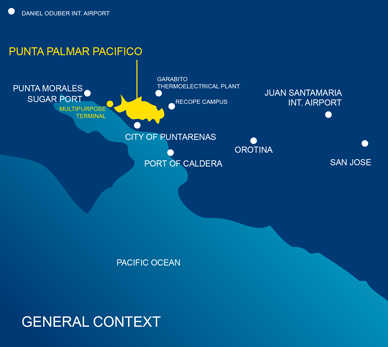 DANIEL ODUBER INT. AIRPORT
PUNTA PALMAR PACIFICO
GARABITO
THERMOELECTRICAL PLANT
PUNTA MORALES
SUGAR PORT
MULTIPURPOSE
TERMINAL
RECOPE CAMPUS
JUAN SANTAMARIA
INT. AIRPORT
CITY OF PUNTARENAS
OROTINA
PORT OF CALDERA
SAN JOSE
PACIFIC OCEAN
GENERAL CONTEXT